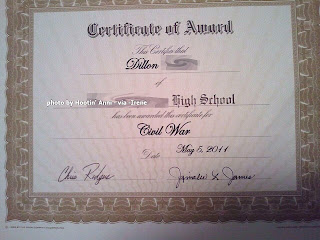 Certificate of Award
This Certifies that
Dillon
of
photo by Hootin' Anni ~ via ~Irene
High School
has been awarded this certificate for
Civil War
Date May 5, 2011